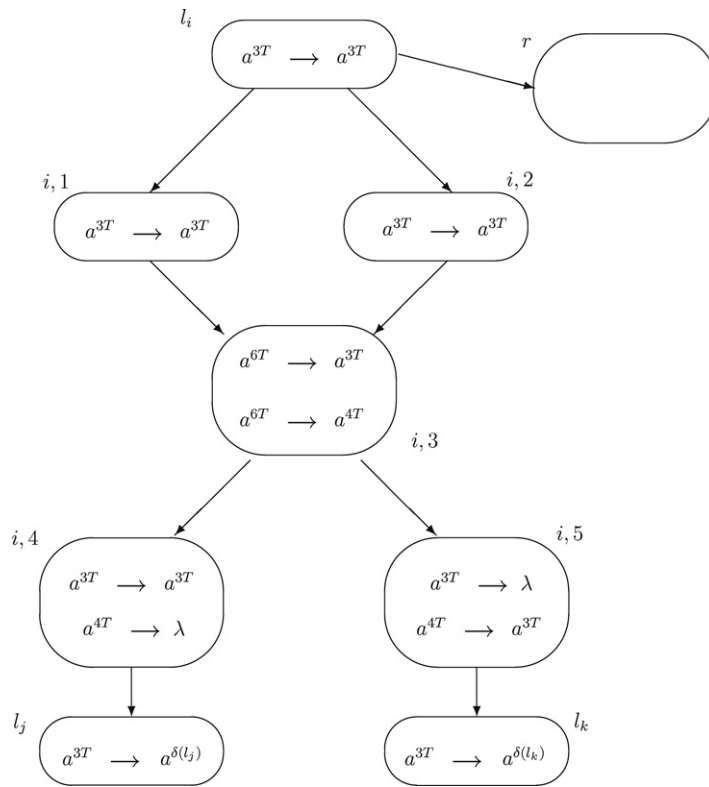 l_i
r
a^{3T} → a^{3T}
i, 1
i, 2
a^{3T} → a^{3T}
a^{3T} → a^{3T}
a^{6T} → a^{3T}
a^{6T} → a^{4T}
i, 3
i, 4
i, 5
a^{3T} → a^{3T}
a^{3T} → λ
a^{4T} → λ
a^{4T} → a^{3T}
l_j
l_k
a^{3T} → a^{δ(l_j)}
a^{3T} → a^{δ(l_k)}